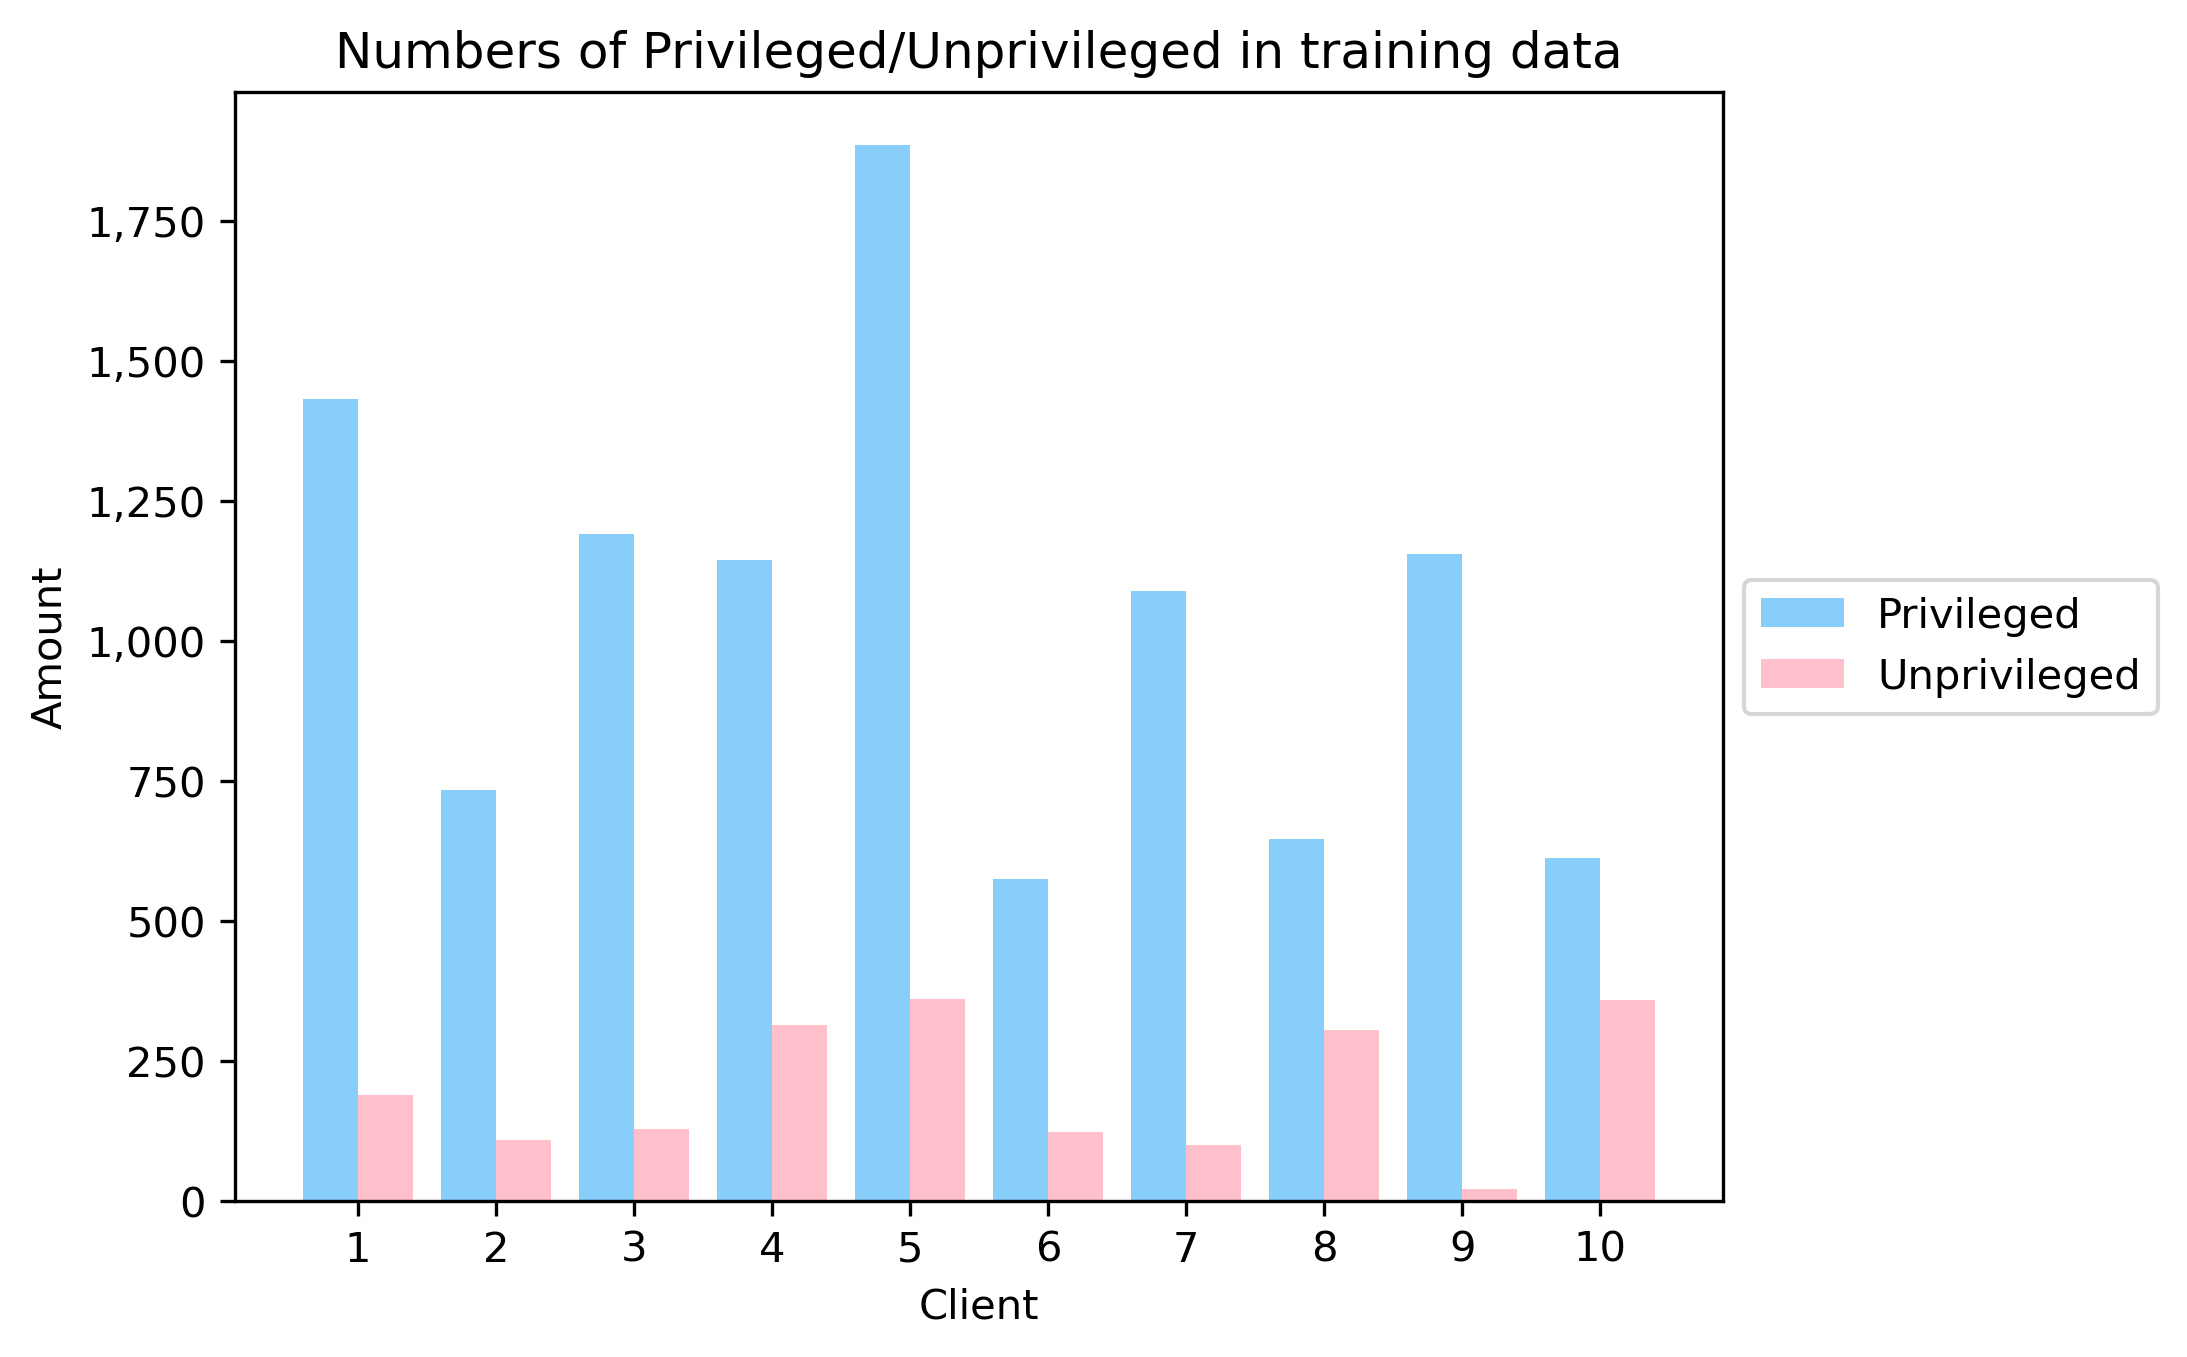 Numbers of Privileged/Unprivileged in training data
1,750
1,500
1,250
1,000
750
500
250
0
Amount
1 2 3 4 5 6 7 8 9 10
Client
Privileged
Unprivileged